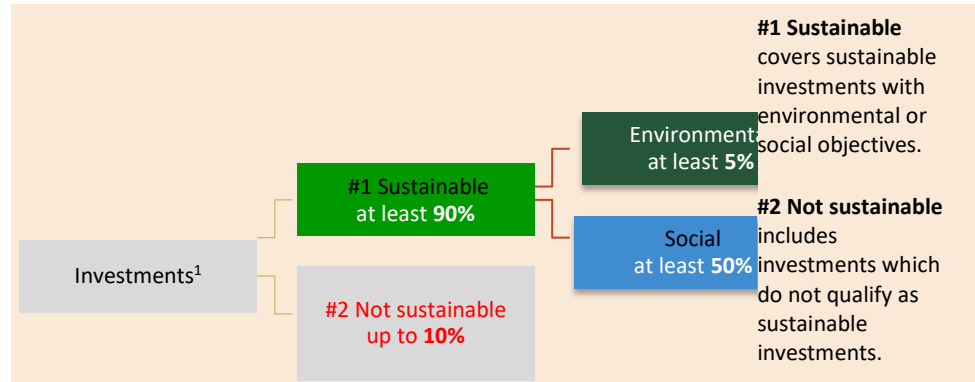 Investments¹
#1 Sustainable
at least 90%
#2 Not sustainable
up to 10%
Environmenta
at least 5%
Social
at least 50%
#1 Sustainable
covers sustainable
investments with
environmental or
social objectives.
#2 Not sustainable
includes
investments which
do not qualify as
sustainable
investments.